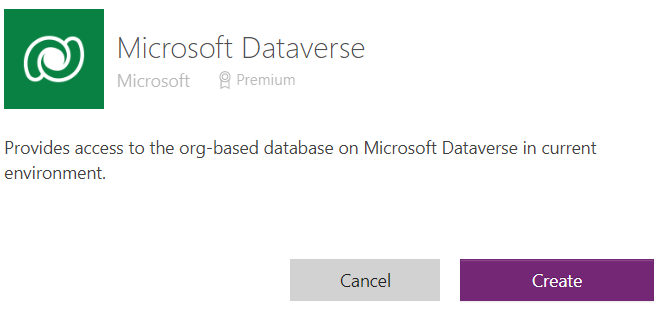 Microsoft Dataverse
Microsoft Premium
Provides access to the org-based database on Microsoft Dataverse in current
environment.
Cancel Create